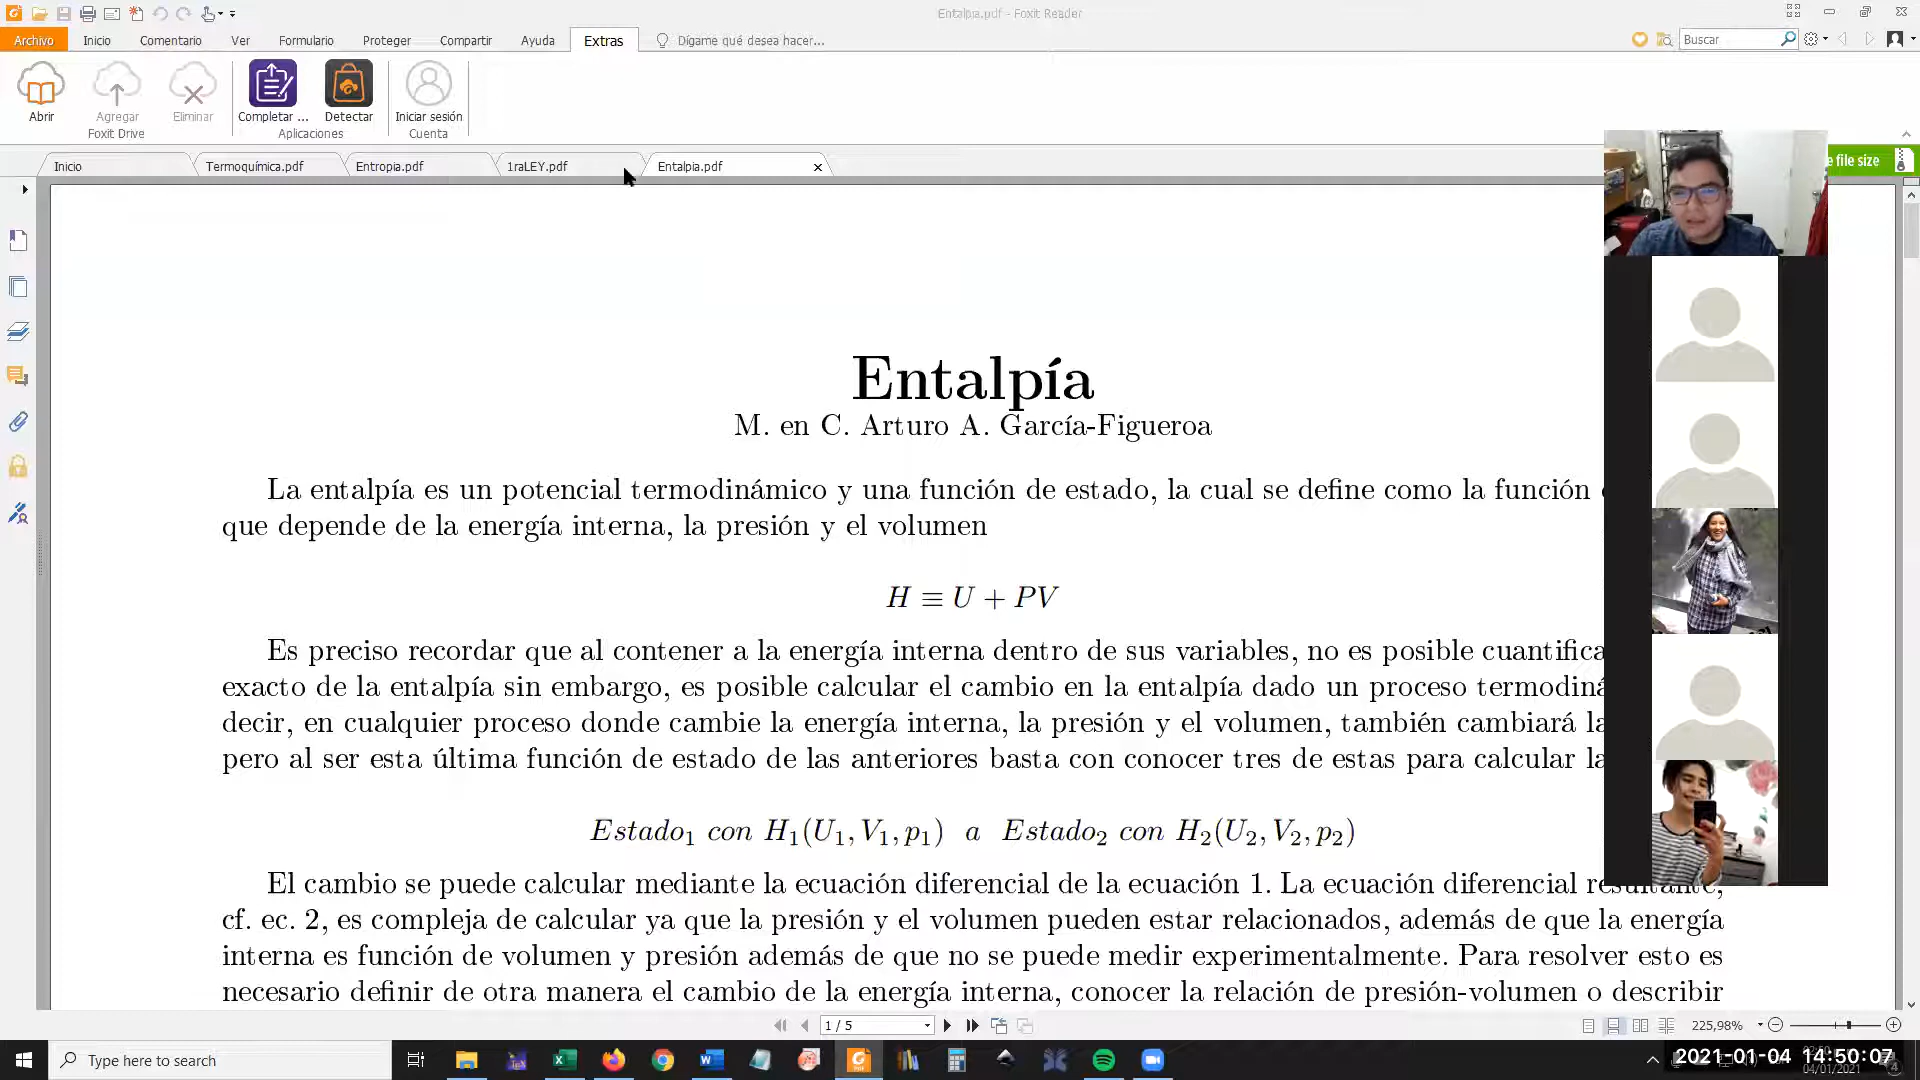 Entalpia.pdf - Foxit Reader
Archivo Inicio Comentario Ver Formulario Proteger Compartir Ayuda Extras Dígame qué desea hacer... Buscar
Abrir Agregar Eliminar Completar ... Detectar Iniciar sesión
Foxit Drive Aplicaciones Cuenta
Inicio Termoquímica.pdf Entropia.pdf 1raLEY.pdf Entalpia.pdf
e file size
Entalpía
M. en C. Arturo A. García-Figueroa
La entalpía es un potencial termodinámico y una función de estado, la cual se define como la función
que depende de la energía interna, la presión y el volumen
H ≡ U + PV
Es preciso recordar que al contener a la energía interna dentro de sus variables, no es posible cuantifica
exacto de la entalpía sin embargo, es posible calcular el cambio en la entalpía dado un proceso termodiná
decir, en cualquier proceso donde cambie la energía interna, la presión y el volumen, también cambiará la
pero al ser esta última función de estado de las anteriores basta con conocer tres de estas para calcular la
Estado₁ con H₁(U₁, V₁, p₁) a Estado₂ con H₂(U₂, V₂, p₂)
El cambio se puede calcular mediante la ecuación diferencial de la ecuación 1. La ecuación diferencial resultante,
cf. ec. 2, es compleja de calcular ya que la presión y el volumen pueden estar relacionados, además de que la energía
interna es función de volumen y presión además de que no se puede medir experimentalmente. Para resolver esto es
necesario definir de otra manera el cambio de la energía interna, conocer la relación de presión-volumen o describir
1 / 5 225,98%
Type here to search
2021-01-04 14:50:07
04/01/2021